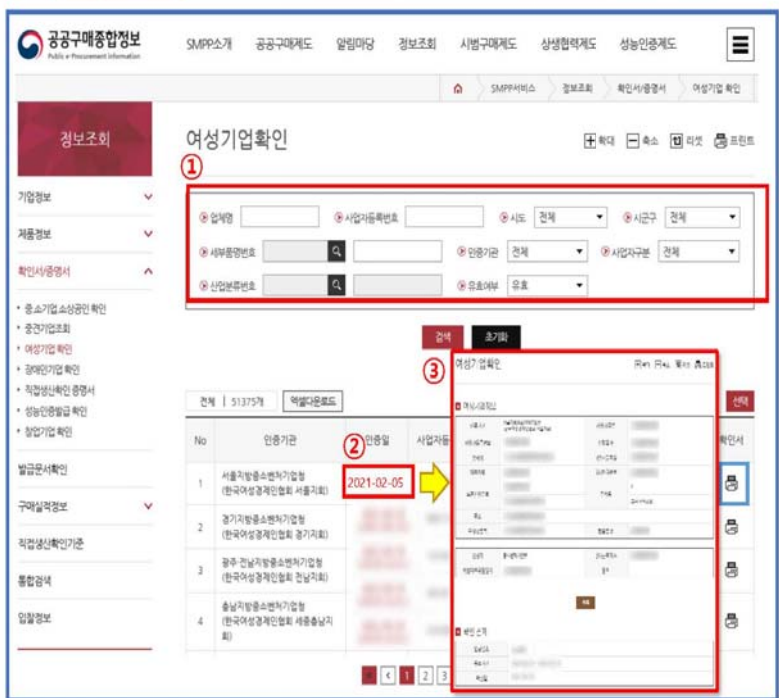 공공구매종합정보
Public e-Procurement Information
SMPP소개 공공구매제도 알림마당 정보조회 시범구매제도 상생협력제도 성능인증제도
SMPP서비스 정보조회 확인서/증명서 여성기업 확인
정보조회
기업정보
제품정보
확인서/증명서
중소기업,소상공인 확인
중견기업조회
여성기업 확인
장애인기업 확인
직접생산확인 증명서
성능인증발급 확인
창업기업 확인
발급문서확인
구매실적정보
직접생산확인기준
통합검색
입찰정보
여성기업확인
확대 축소 리셋 프린트
①
업체명 사업자등록번호 시도 전체 시군구 전체
세부품명번호 인증기관 전체 사업자구분 전체
산업분류번호 유효여부 유효
검색 초기화
전체 | 51375개 엑셀다운로드 선택
No 인증기관 ② 인증일 사업자등 확인서
1 서울지방중소벤처기업청 2021-02-05
(한국여성경제인협회 서울지회)
2 경기지방중소벤처기업청
(한국여성경제인협회 경기지회)
3 광주·전남지방중소벤처기업청
(한국여성경제인협회 전남지회)
4 충남지방중소벤처기업청
(한국여성경제인협회 세종충남지
회)
1 2 3
③
여성기업확인